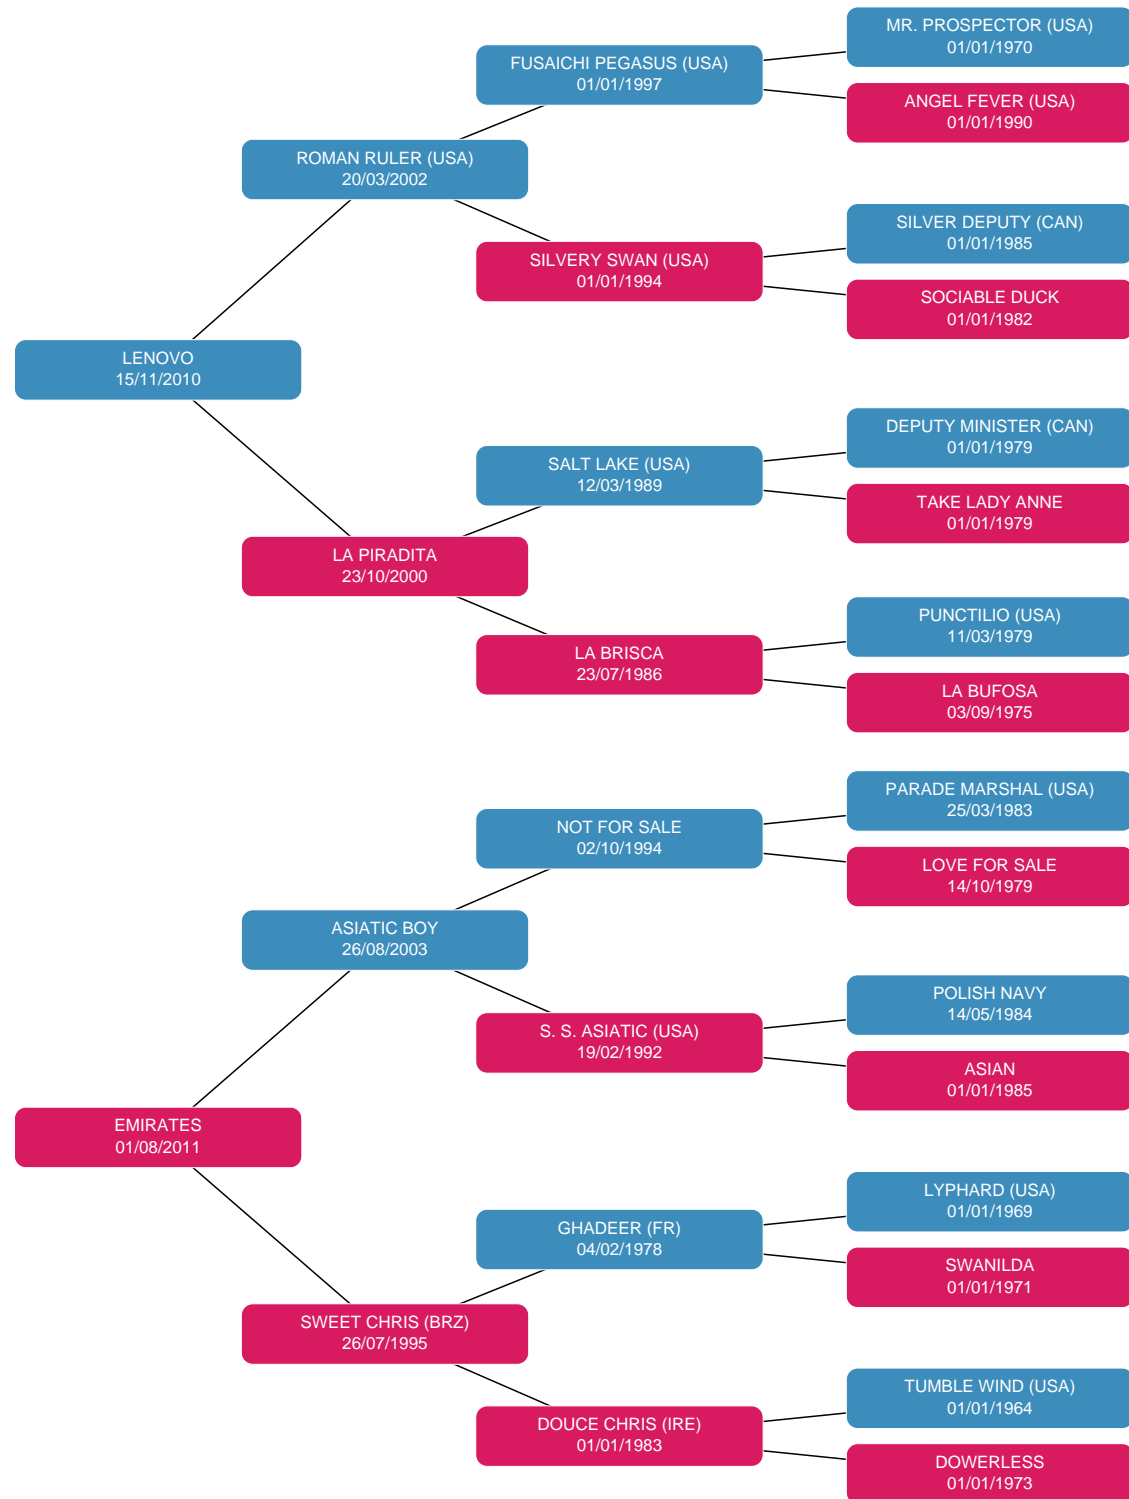 MR. PROSPECTOR (USA)
01/01/1970
FUSAICHI PEGASUS (USA)
01/01/1997
ANGEL FEVER (USA)
01/01/1990
ROMAN RULER (USA)
20/03/2002
SILVER DEPUTY (CAN)
01/01/1985
SILVERY SWAN (USA)
01/01/1994
SOCIABLE DUCK
01/01/1982
LENOVO
15/11/2010
DEPUTY MINISTER (CAN)
01/01/1979
SALT LAKE (USA)
12/03/1989
TAKE LADY ANNE
01/01/1979
LA PIRADITA
23/10/2000
PUNCTILIO (USA)
11/03/1979
LA BRISCA
23/07/1986
LA BUFOSA
03/09/1975
PARADE MARSHAL (USA)
25/03/1983
NOT FOR SALE
02/10/1994
LOVE FOR SALE
14/10/1979
ASIATIC BOY
26/08/2003
POLISH NAVY
14/05/1984
S. S. ASIATIC (USA)
19/02/1992
ASIAN
01/01/1985
EMIRATES
01/08/2011
LYPHARD (USA)
01/01/1969
GHADEER (FR)
04/02/1978
SWANILDA
01/01/1971
SWEET CHRIS (BRZ)
26/07/1995
TUMBLE WIND (USA)
01/01/1964
DOUCE CHRIS (IRE)
01/01/1983
DOWERLESS
01/01/1973